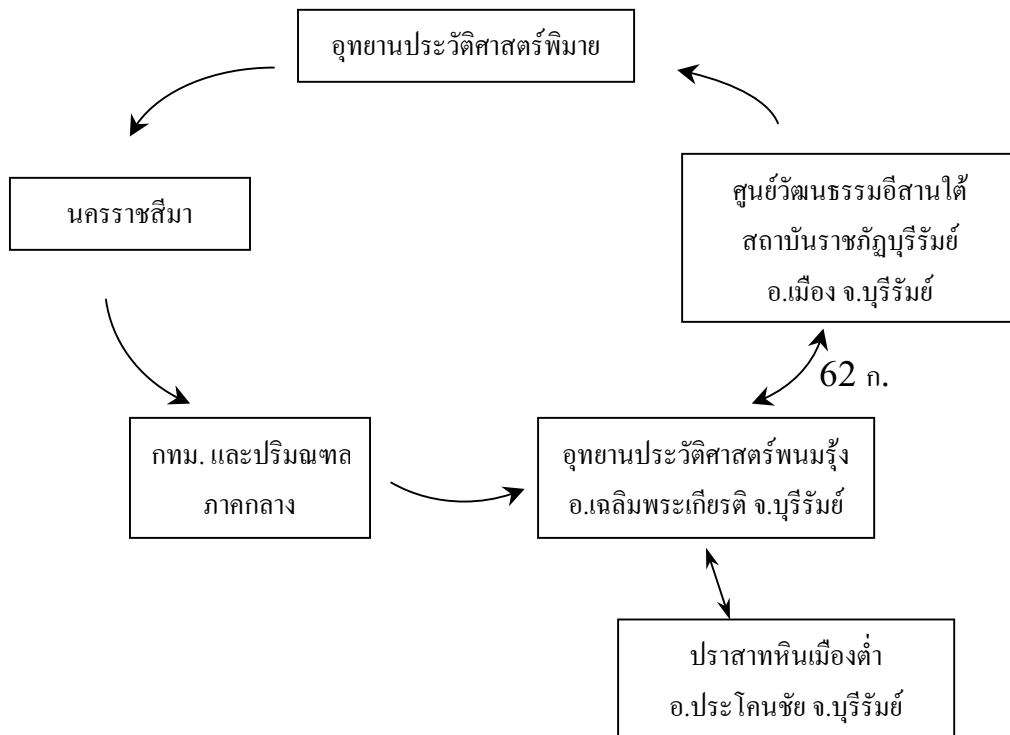 อุทยานประวัติศาสตร์พิมาย
นครราชสีมา
ศูนย์วัฒนธรรมอีสานใต้
สถาบันราชภัฏบุรีรัมย์
อ.เมือง จ.บุรีรัมย์
62 ก.
กทม. และปริมณฑล
ภาคกลาง
อุทยานประวัติศาสตร์พนมรุ้ง
อ.เฉลิมพระเกียรติ จ.บุรีรัมย์
ปราสาทหินเมืองต่ำ
อ.ประโคนชัย จ.บุรีรัมย์